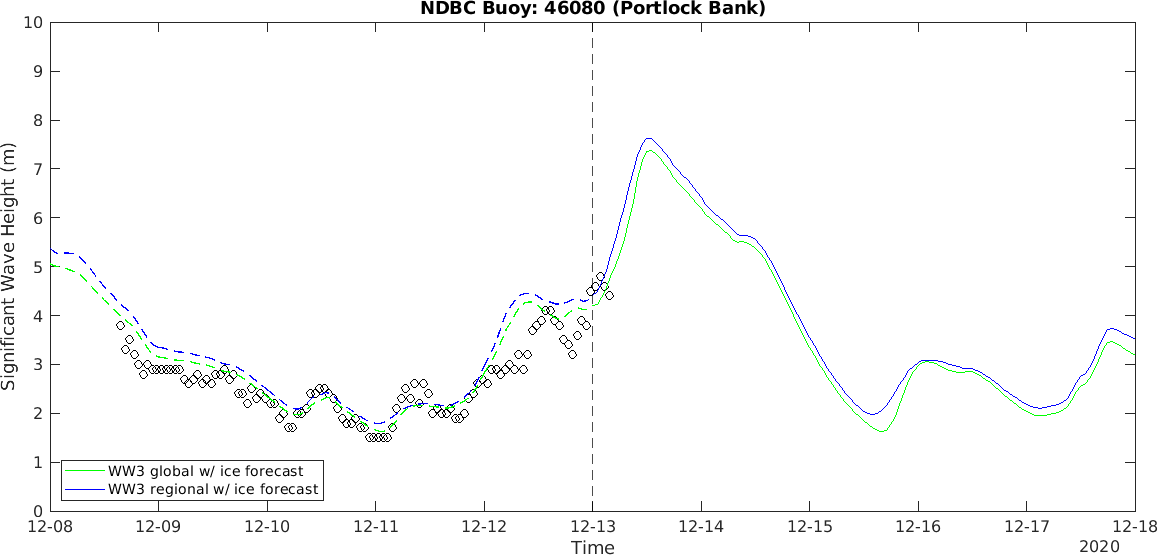 NDBC Buoy: 46080 (Portlock Bank)
Significant Wave Height (m)
10
9
8
7
6
5
4
3
2
1
0
WW3 global w/ ice forecast
WW3 regional w/ ice forecast
12-08 12-09 12-10 12-11 12-12 12-13 12-14 12-15 12-16 12-17 12-18
Time
2020